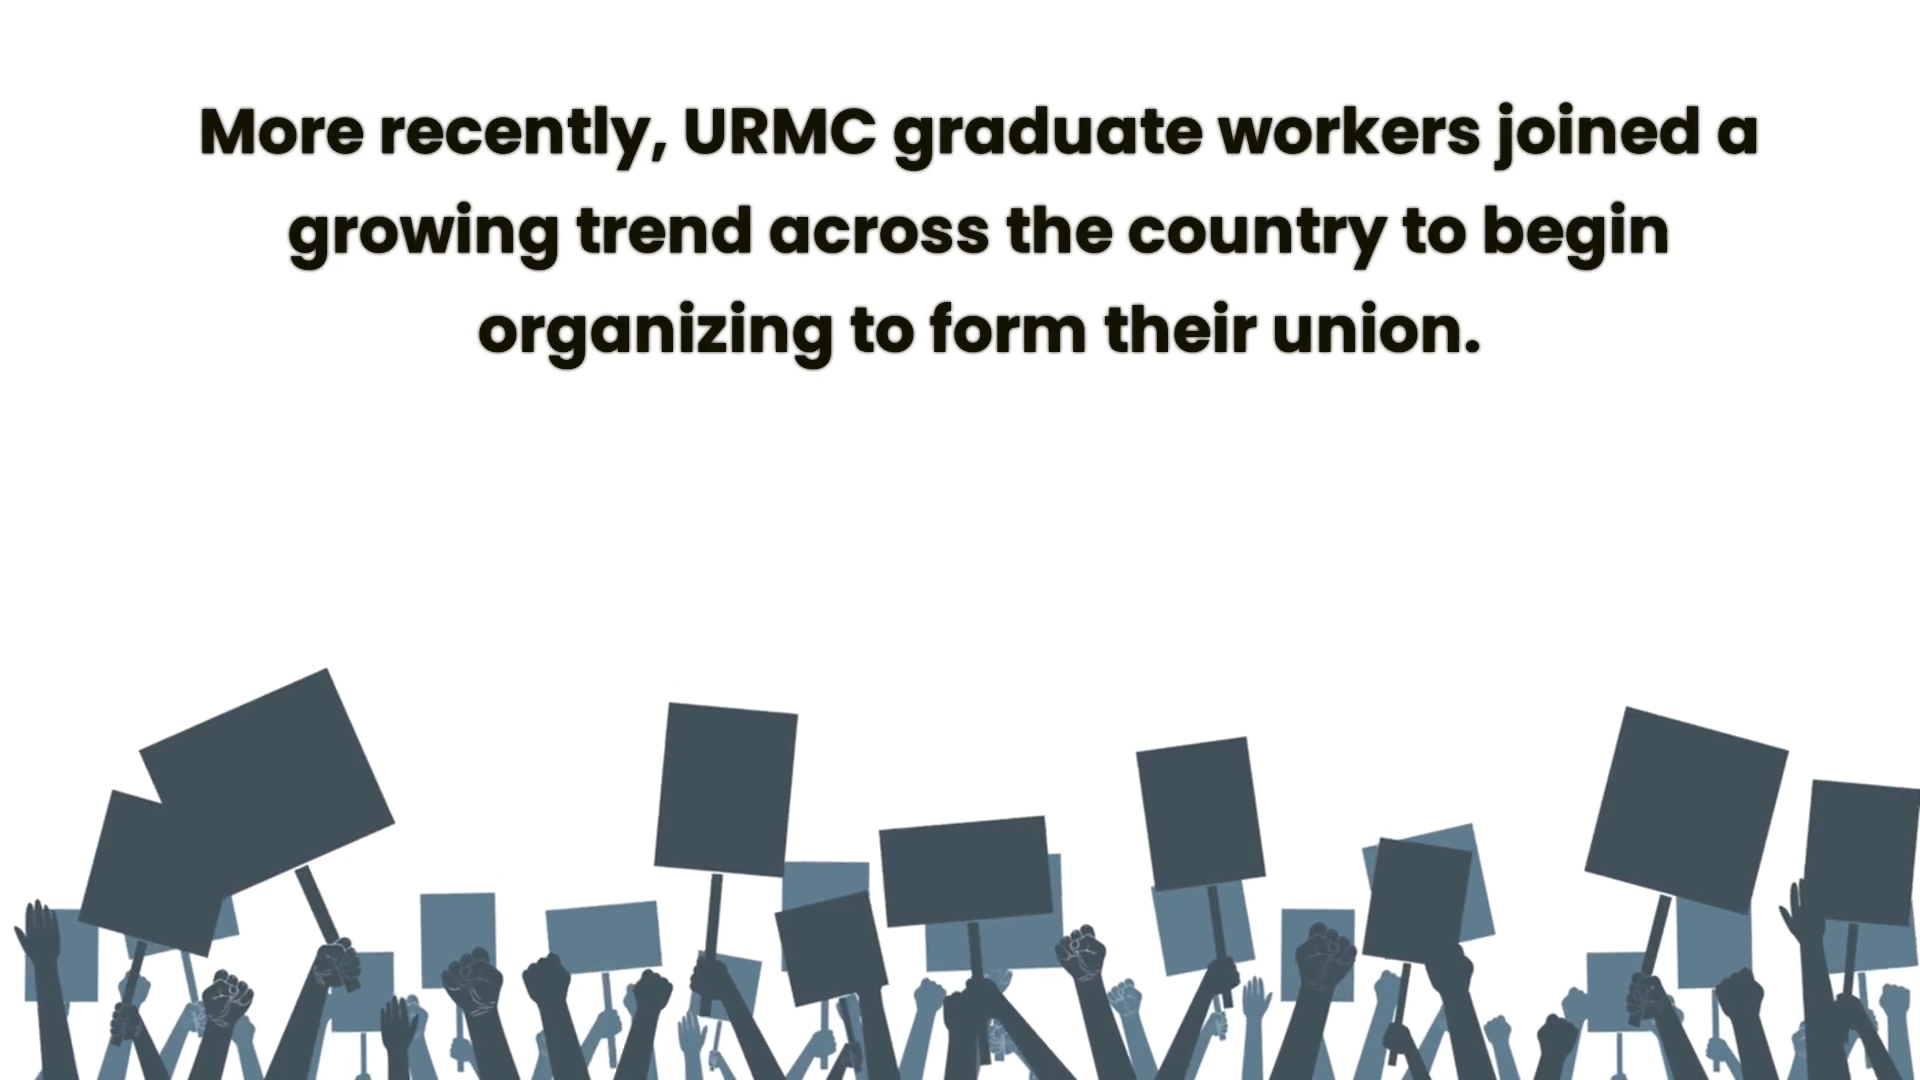 More recently, URMC graduate workers joined a
growing trend across the country to begin
organizing to form their union.